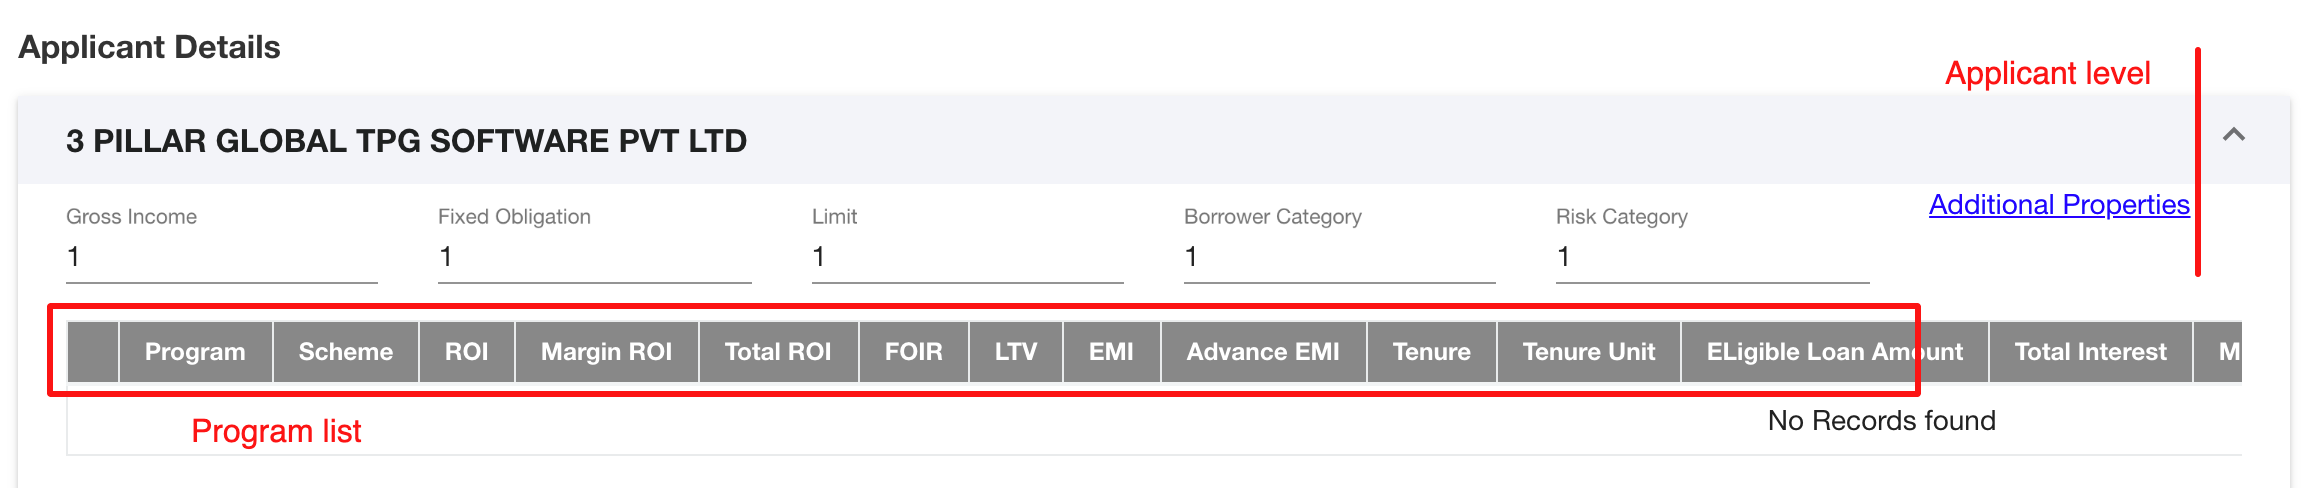 Applicant Details
Applicant level
3 PILLAR GLOBAL TPG SOFTWARE PVT LTD
Gross Income Fixed Obligation Limit Borrower Category Risk Category Additional Properties
1 1 1 1 1
Program Scheme ROI Margin ROI Total ROI FOIR LTV EMI Advance EMI Tenure Tenure Unit ELigible Loan Amount Total Interest M
No Records found
Program list